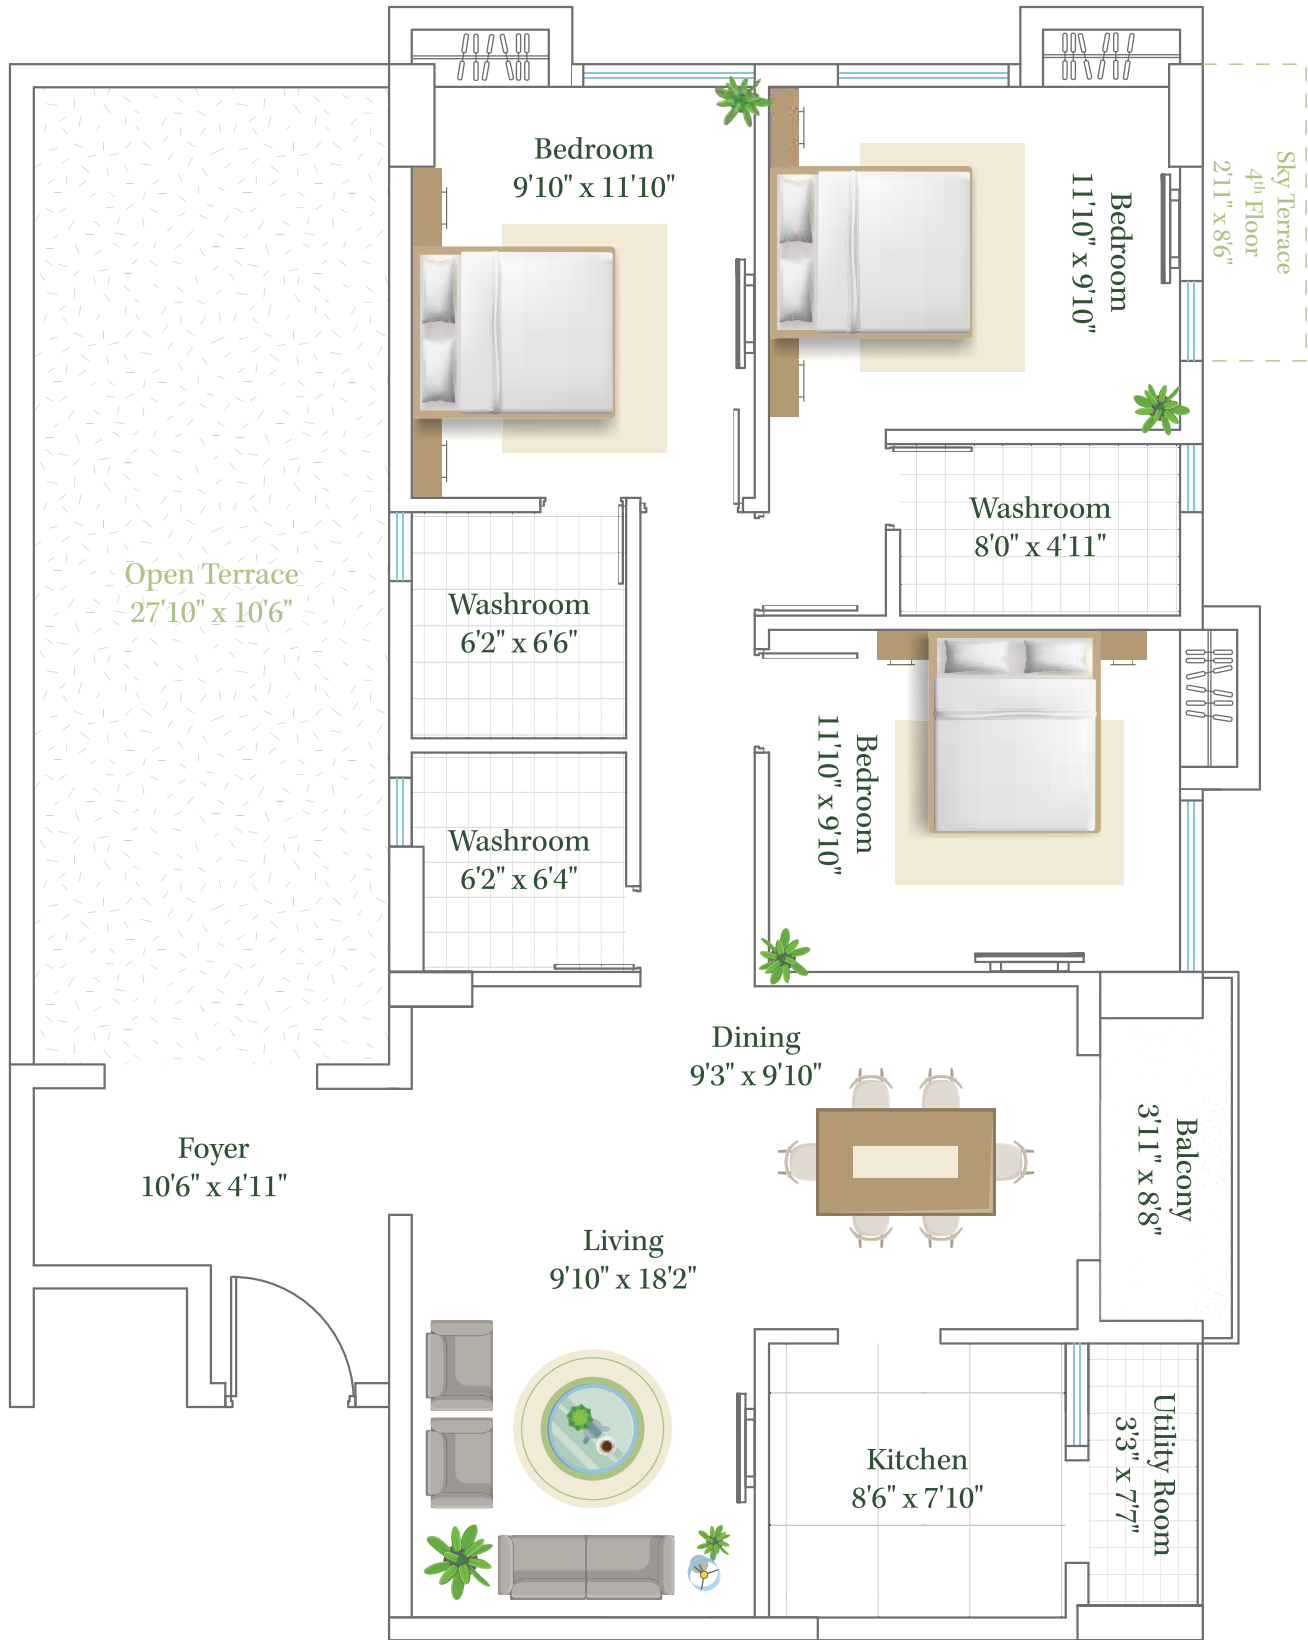 Bedroom
9'10" x 11'10"
Bedroom
11'10" x 9'10"
Sky Terrace
4th Floor
2'11" x 8'6"
Washroom
8'0" x 4'11"
Open Terrace
27'10" x 10'6"
Washroom
6'2" x 6'6"
Bedroom
11'10" x 9'10"
Washroom
6'2" x 6'4"
Dining
9'3" x 9'10"
Foyer
10'6" x 4'11"
Balcony
3'11" x 8'8"
Living
9'10" x 18'2"
Kitchen
8'6" x 7'10"
Utility Room
3'3" x 7'7"